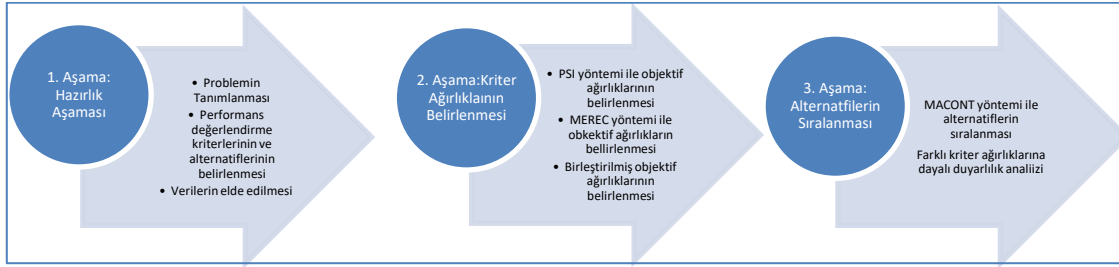 1. Aşama:
Hazırlık
Aşaması
• Problemin
Tanımlanması
• Performans
değerlendirme
kriterlerinin ve
alternatiflerinin
belirlenmesi
• Verilerin elde edilmesi
2. Aşama:Kriter
Ağırlıklaının
Belirlenmesi
• PSI yöntemi ile objektif
ağırlıklarının
belirlenmesi
• MEREC yöntemi ile
obkektif ağırlıkların
bellirlenmesi
• Birleştirilmiş objektif
ağırlıklarının
belirlenmesi
3. Aşama:
Alternatfilerin
Sıralanması
MACONT yöntemi ile
alternatiflerin
sıralanması
Farklı kriter ağırlıklarına
dayalı duyarlılık analiizi